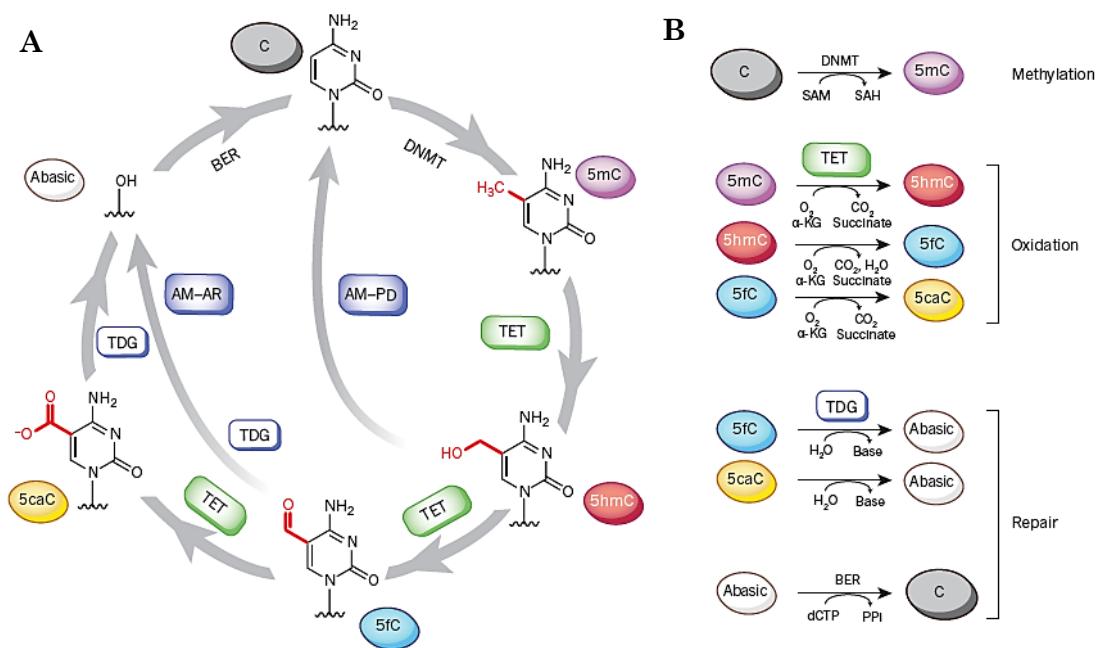 A
C
NH₂
N
N
O
BER
DNMT
Abasic
OH
NH₂
5mC
H₃C
N
N
O
AM–AR
AM–PD
TDG
TET
O
NH₂
⁻O
N
N
O
TDG
NH₂
HO
N
N
O
5caC
TET
O
NH₂
TET
5hmC
N
N
O
5fC
B
C
DNMT
SAM
SAH
5mC
Methylation
TET
5mC
O₂
CO₂
α-KG
Succinate
5hmC
5hmC
O₂
CO₂, H₂O
α-KG
Succinate
5fC
Oxidation
5fC
O₂
CO₂
α-KG
Succinate
5caC
TDG
5fC
H₂O
Base
Abasic
5caC
H₂O
Base
Abasic
Repair
Abasic
BER
dCTP
PPI
C